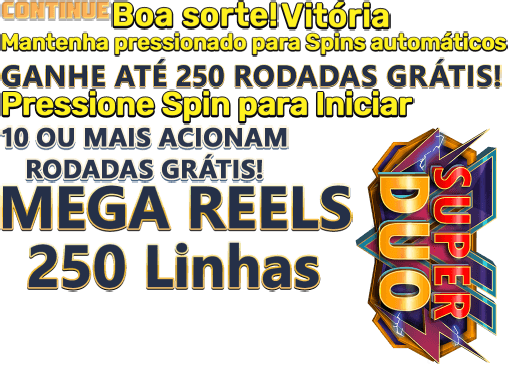 CONTINUE
Boa sorte! Vitória
Mantenha pressionado para Spins automáticos
GANHE ATÉ 250 RODADAS GRÁTIS!
Pressione Spin para Iniciar
10 OU MAIS ACIONAM
RODADAS GRÁTIS!
MEGA REELS
250 Linhas
SUPER
DUO